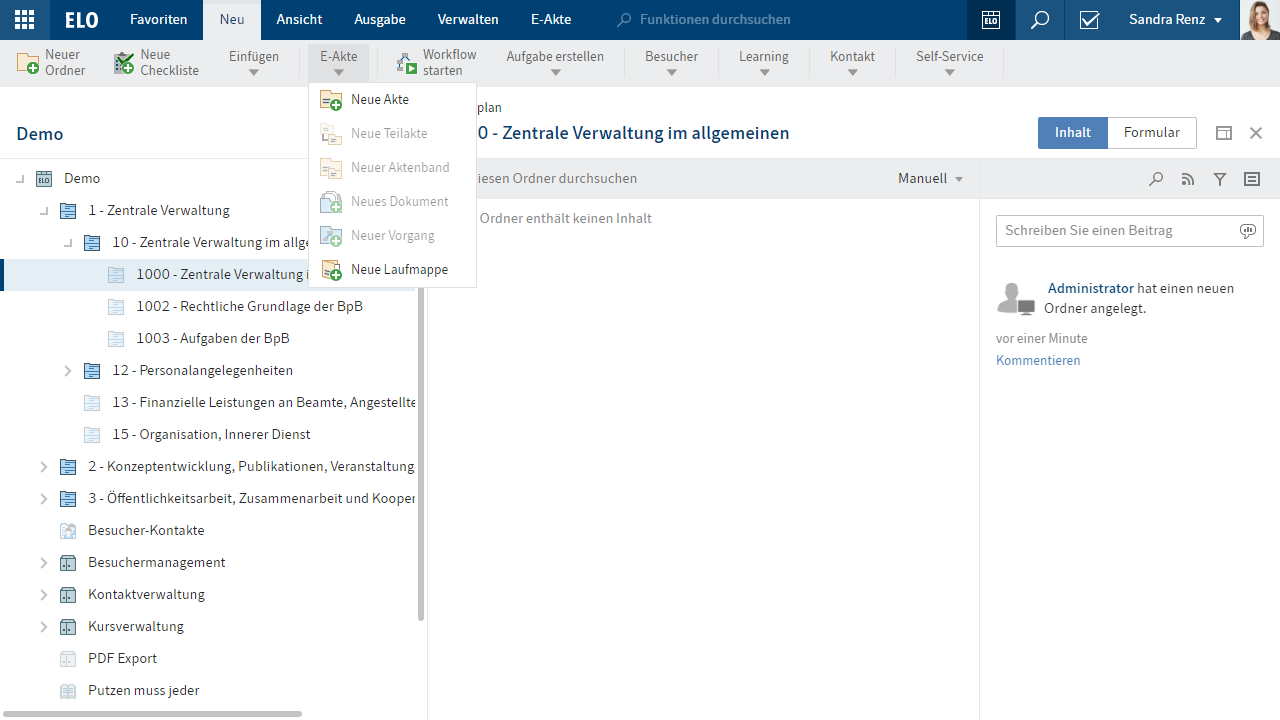 ELO
Favoriten
Neu
Ansicht
Ausgabe
Verwalten
E-Akte
Funktionen durchsuchen
ELO
Sandra Renz
Neuer
Ordner
Neue
Checkliste
Einfügen
E-Akte
Workflow
starten
Aufgabe erstellen
Besucher
Learning
Kontakt
Self-Service
Neue Akte
Neue Teilakte
Neuer Aktenband
Neues Dokument
Neuer Vorgang
Neue Laufmappe
Demo
plan
0 - Zentrale Verwaltung im allgemeinen
Inhalt
Formular
iesen Ordner durchsuchen
Manuell
Ordner enthält keinen Inhalt
ELO
Demo
1 - Zentrale Verwaltung
10 - Zentrale Verwaltung im allge
1000 - Zentrale Verwaltung i
1002 - Rechtliche Grundlage der BpB
1003 - Aufgaben der BpB
12 - Personalangelegenheiten
13 - Finanzielle Leistungen an Beamte, Angestellte
15 - Organisation, Innerer Dienst
2 - Konzeptentwicklung, Publikationen, Veranstaltung
3 - Öffentlichkeitsarbeit, Zusammenarbeit und Kooper
Besucher-Kontakte
Besuchermanagement
Kontaktverwaltung
Kursverwaltung
PDF Export
Putzen muss jeder
Schreiben Sie einen Beitrag
Administrator hat einen neuen
Ordner angelegt.
vor einer Minute
Kommentieren